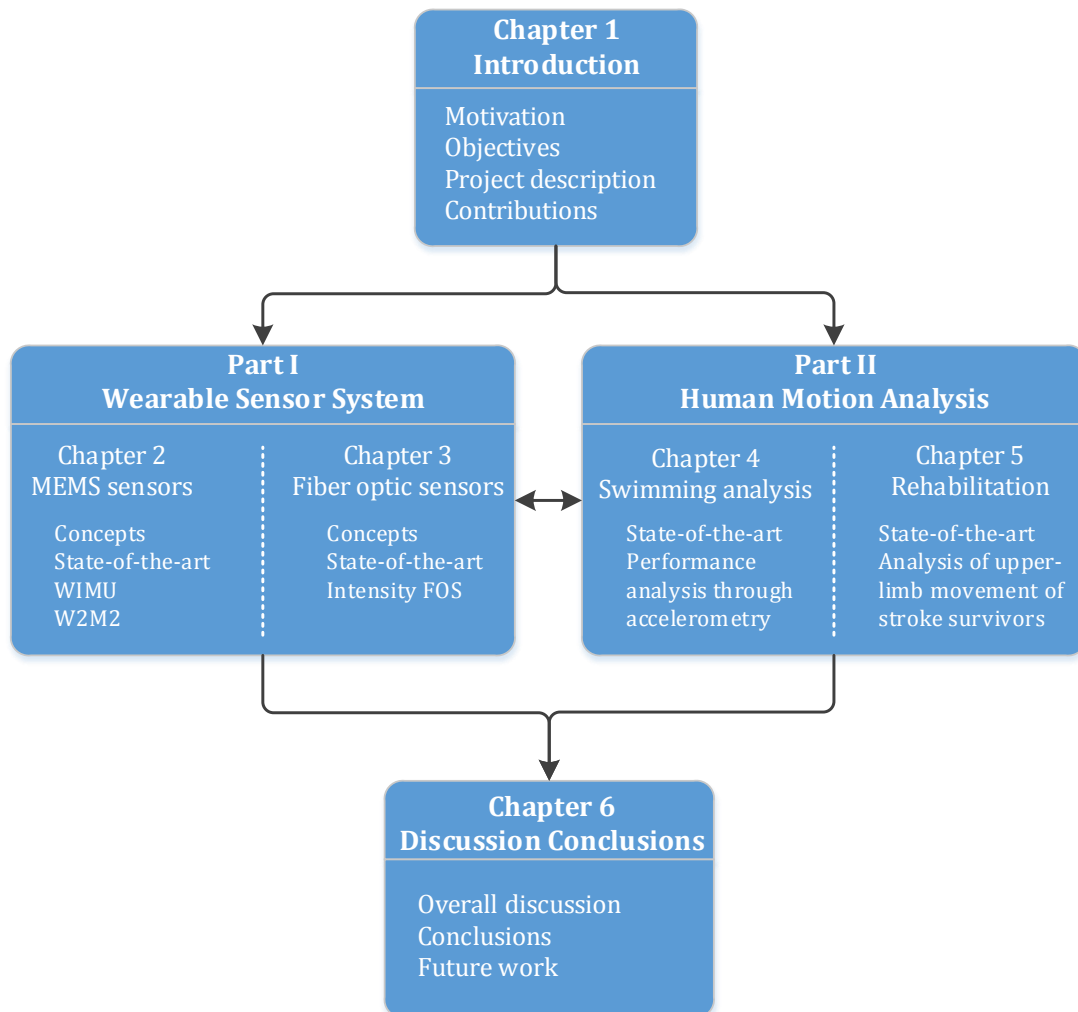 Chapter 1
Introduction
Motivation
Objectives
Project description
Contributions
Part I
Wearable Sensor System
Chapter 2
MEMS sensors
Concepts
State-of-the-art
WIMU
W2M2
Chapter 3
Fiber optic sensors
Concepts
State-of-the-art
Intensity FOS
Part II
Human Motion Analysis
Chapter 4
Swimming analysis
State-of-the-art
Performance
analysis through
accelerometry
Chapter 5
Rehabilitation
State-of-the-art
Analysis of upper-
limb movement of
stroke survivors
Chapter 6
Discussion Conclusions
Overall discussion
Conclusions
Future work